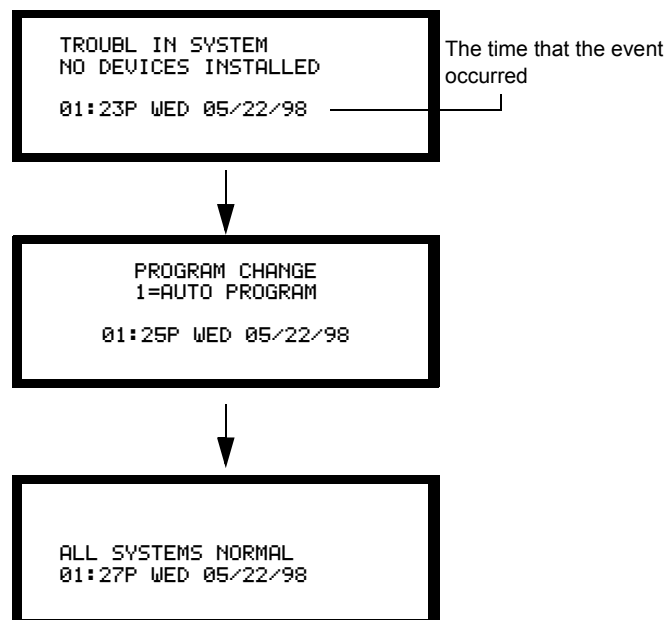 TROUBL IN SYSTEM
NO DEVICES INSTALLED
01:23P WED 05/22/98
The time that the event
occurred
PROGRAM CHANGE
1=AUTO PROGRAM
01:25P WED 05/22/98
ALL SYSTEMS NORMAL
01:27P WED 05/22/98